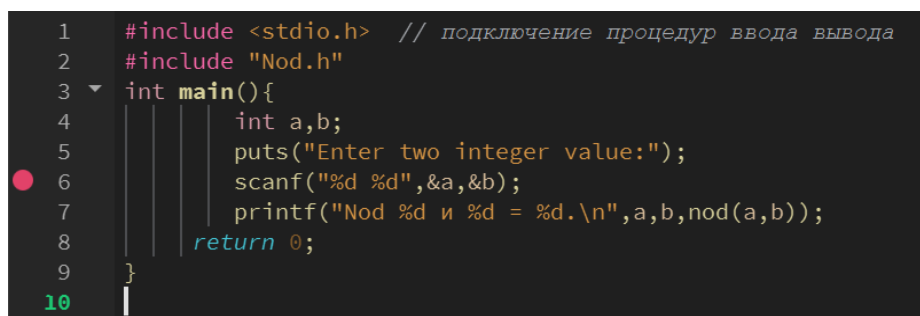 1 #include <stdio.h> // подключение процедур ввода вывода
2 #include "Nod.h"
3 int main(){
4 int a,b;
5 puts("Enter two integer value:");
6 scanf("%d %d",&a,&b);
7 printf("Nod %d и %d = %d.\n",a,b,nod(a,b));
8 return 0;
9 }
10